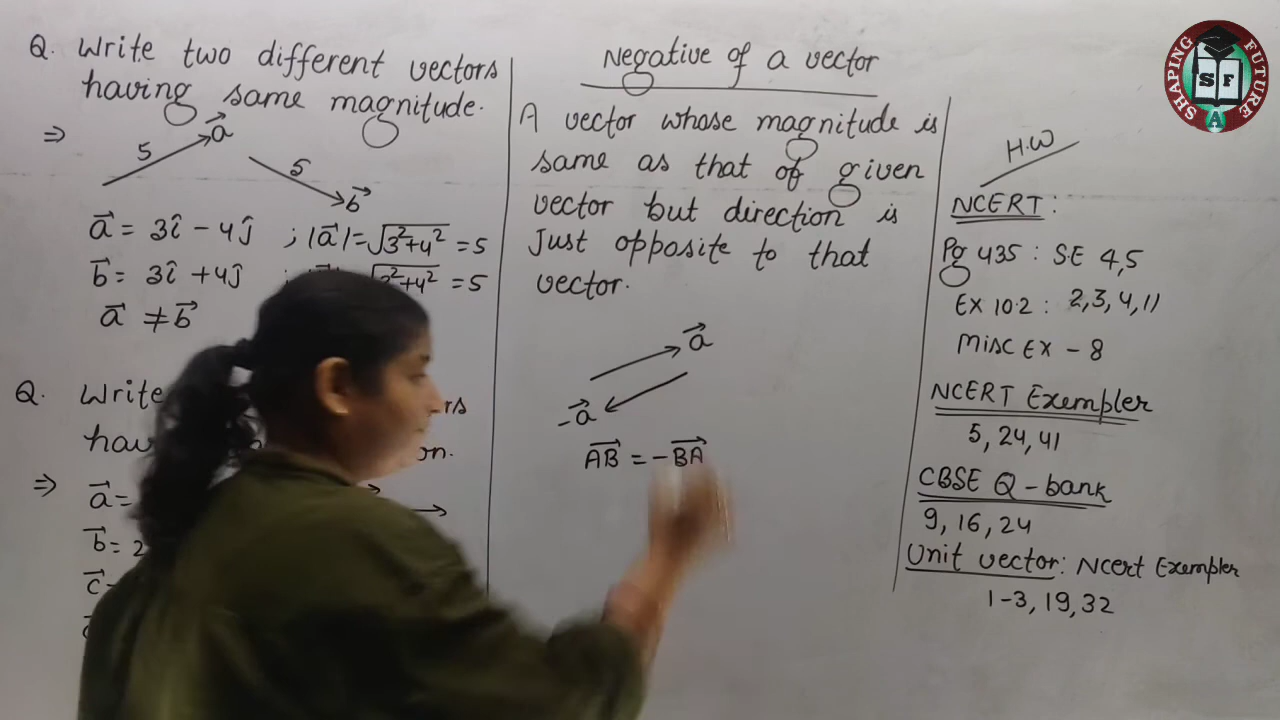 Q. Write two different vectors
having same magnitude.
⇒ 5 a⃗ 5 b⃗
a⃗ = 3î - 4ĵ ; |a⃗| = √3²+4² = 5
b⃗ = 3î + 4ĵ ; √3²+4² = 5
a⃗ ≠ b⃗
Q. Write
⇒ a⃗ =
b⃗ = 2
c⃗
Negative of a vector
A vector whose magnitude is
same as that of given
vector but direction is
Just opposite to that
vector.
a⃗
-a⃗
AB⃗ = -BA⃗
H.W
NCERT:
Pg 435 : S.E 4,5
Ex 10.2 : 2,3,4,11
Misc Ex - 8
NCERT Exempler
5, 24, 41
CBSE Q-bank
9, 16, 24
Unit vector: Ncert Exempler
1-3, 19, 32
SHAPING FUTURE
S F
A